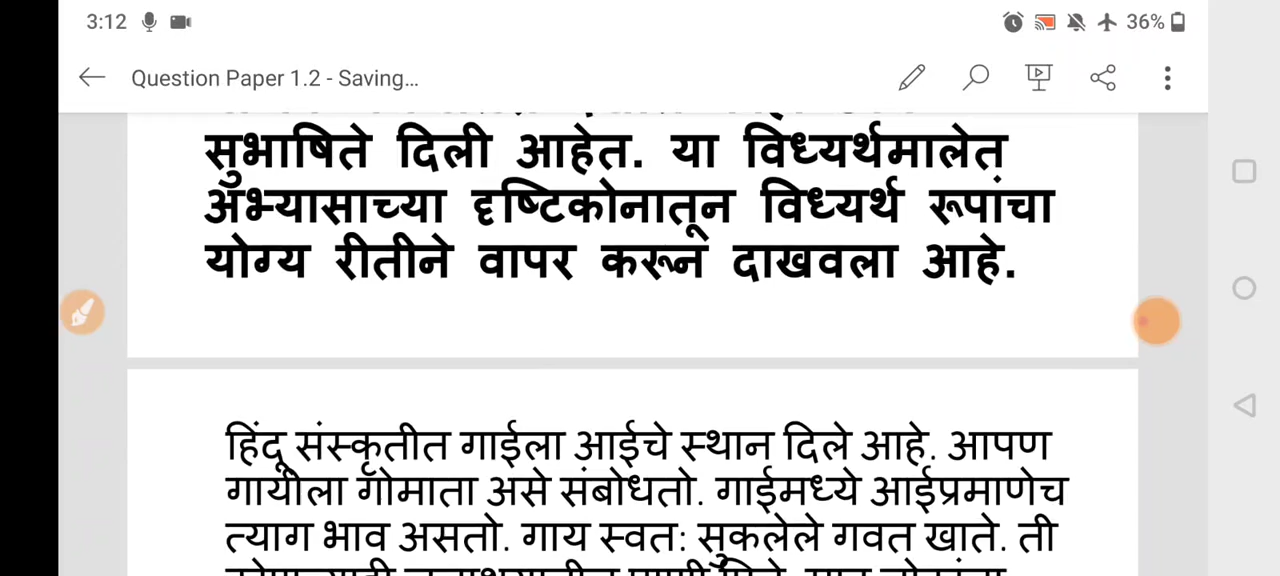 3:12
36%
Question Paper 1.2 - Saving...
सुभाषिते दिली आहेत. या विध्यर्थमालेत
अभ्यासाच्या दृष्टिकोनातून विध्यर्थ रूपांचा
योग्य रीतीने वापर करून दाखवला आहे.
हिंदू संस्कृतीत गाईला आईचे स्थान दिले आहे. आपण
गायीला गोमाता असे संबोधतो. गाईमध्ये आईप्रमाणेच
त्याग भाव असतो. गाय स्वत: सुकलेले गवत खाते. ती